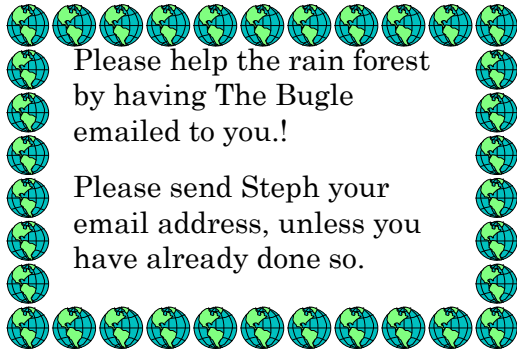 Please help the rain forest
by having The Bugle
emailed to you.!
Please send Steph your
email address, unless you
have already done so.